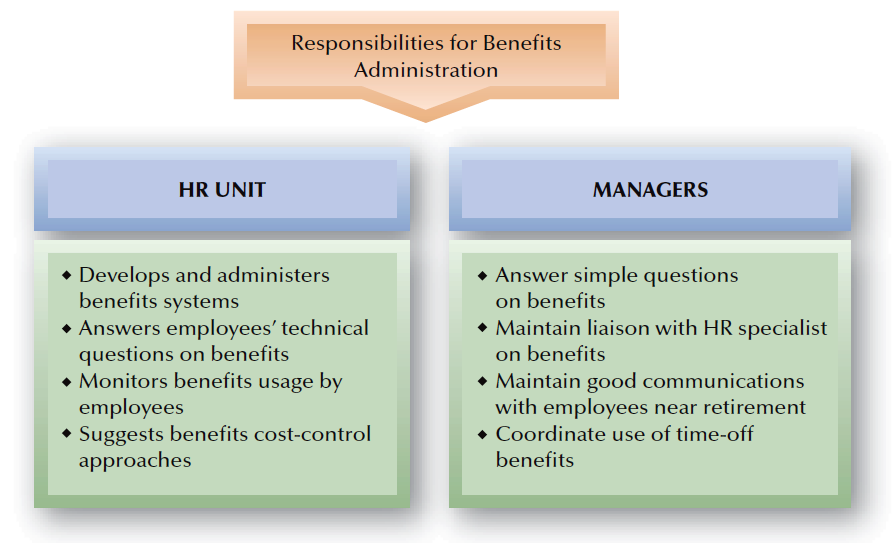 Responsibilities for Benefits
Administration
HR UNIT
◆ Develops and administers
benefits systems
◆ Answers employees’ technical
questions on benefits
◆ Monitors benefits usage by
employees
◆ Suggests benefits cost-control
approaches
MANAGERS
◆ Answer simple questions
on benefits
◆ Maintain liaison with HR specialist
on benefits
◆ Maintain good communications
with employees near retirement
◆ Coordinate use of time-off
benefits